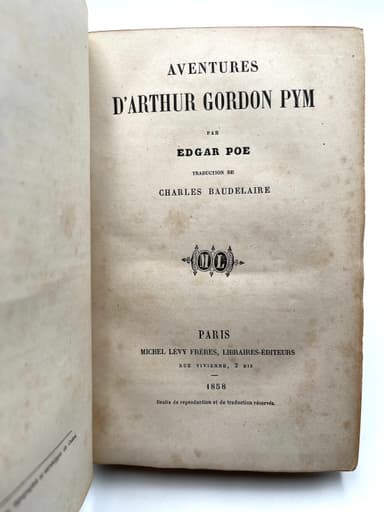 AVENTURES
D'ARTHUR GORDON PYM
PAR
EDGAR POE
TRADUCTION DE
CHARLES BAUDELAIRE
ML
PARIS
MICHEL LÉVY FRÈRES, LIBRAIRES-ÉDITEURS
RUE VIVIENNE, 2 BIS
1858
Droits de reproduction et de traduction réservés.